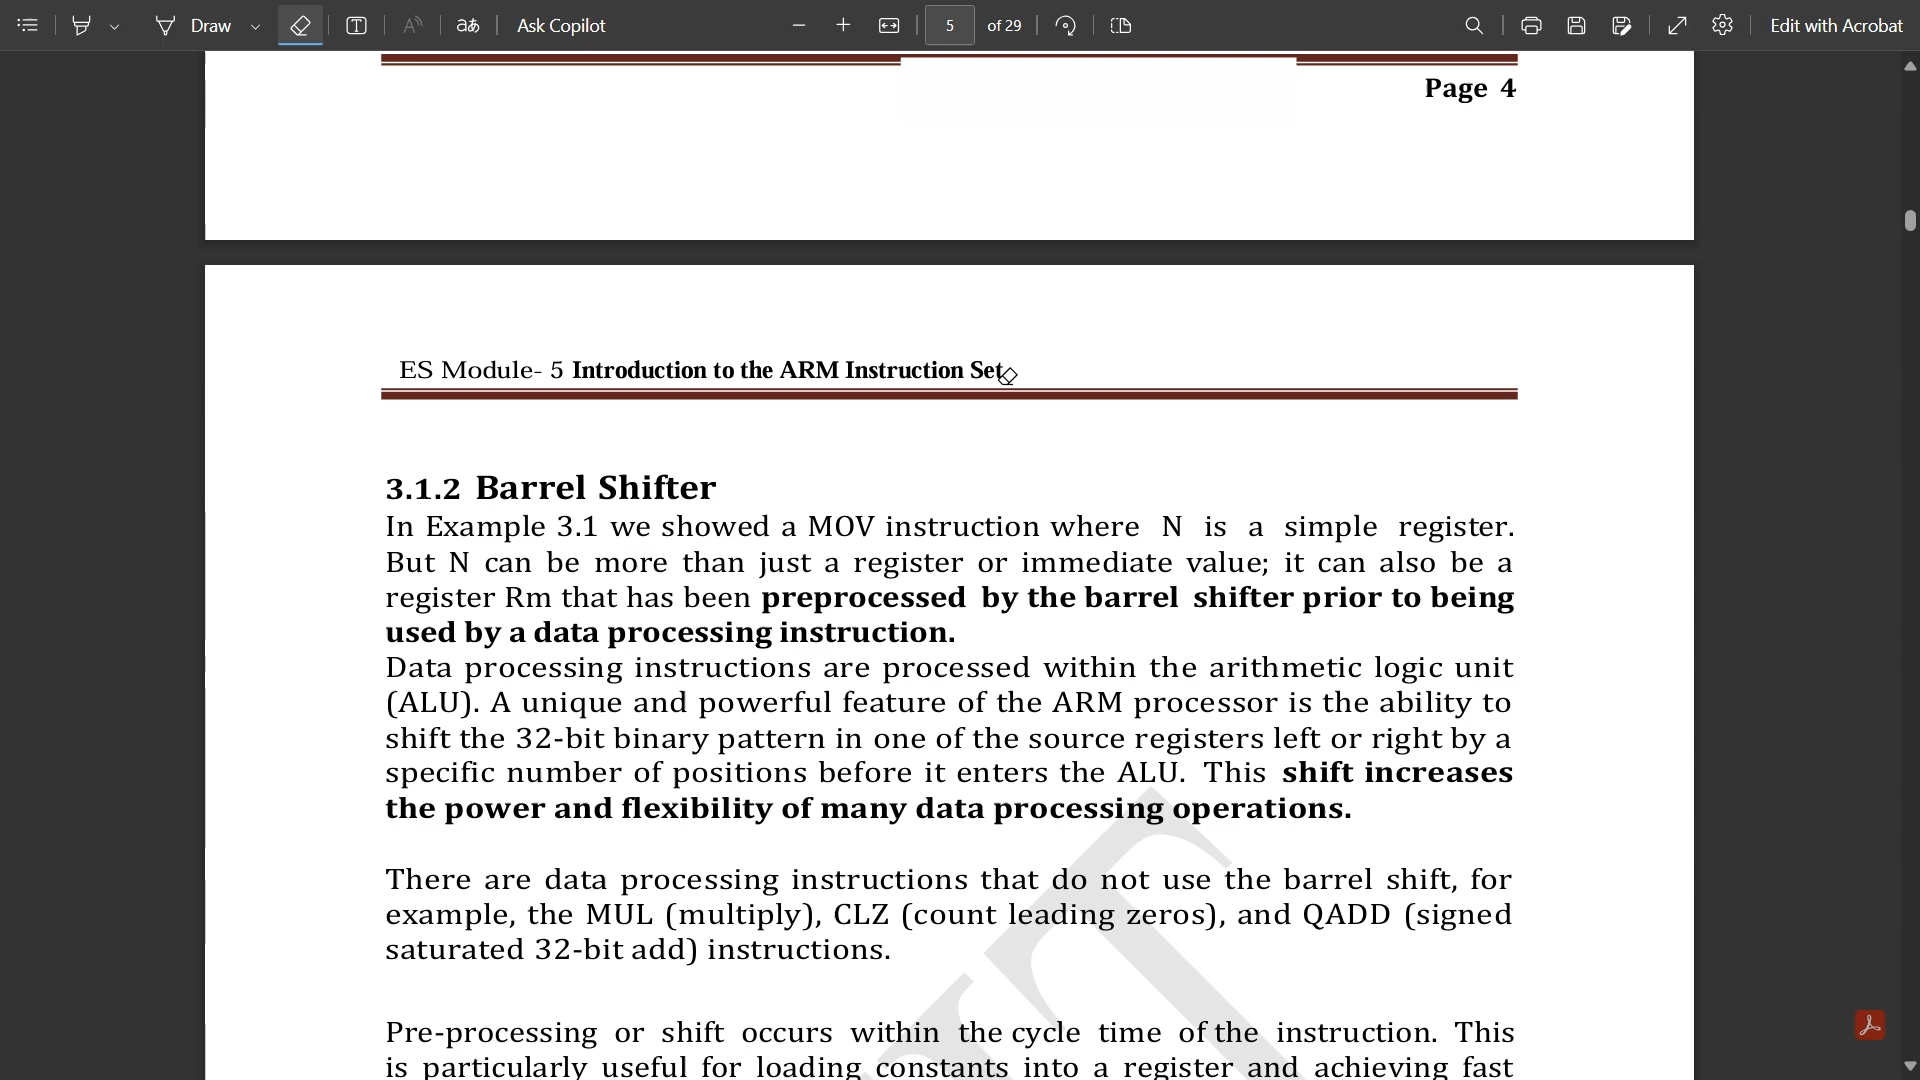 Draw
Ask Copilot
5 of 29
Edit with Acrobat
Page 4
ES Module- 5 Introduction to the ARM Instruction Set
3.1.2 Barrel Shifter
In Example 3.1 we showed a MOV instruction where N is a simple register.
But N can be more than just a register or immediate value; it can also be a
register Rm that has been preprocessed by the barrel shifter prior to being
used by a data processing instruction.
Data processing instructions are processed within the arithmetic logic unit
(ALU). A unique and powerful feature of the ARM processor is the ability to
shift the 32-bit binary pattern in one of the source registers left or right by a
specific number of positions before it enters the ALU. This shift increases
the power and flexibility of many data processing operations.
There are data processing instructions that do not use the barrel shift, for
example, the MUL (multiply), CLZ (count leading zeros), and QADD (signed
saturated 32-bit add) instructions.
Pre-processing or shift occurs within the cycle time of the instruction. This
is particularly useful for loading constants into a register and achieving fast